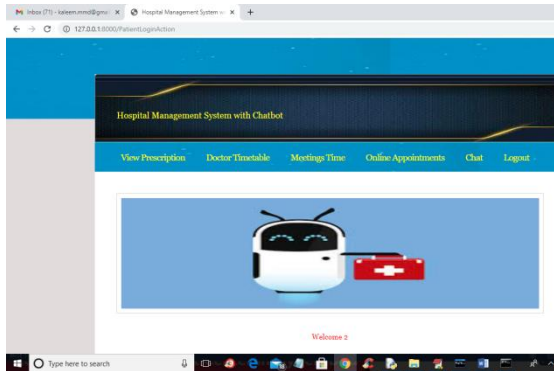 Inbox (71) - kaleem.mmd@gmai
Hospital Management System w
127.0.0.1:8000/PatientLoginAction
Hospital Management System with Chatbot
View Prescription Doctor Timetable Meetings Time Online Appointments Chat Logout
Welcome 2
Type here to search